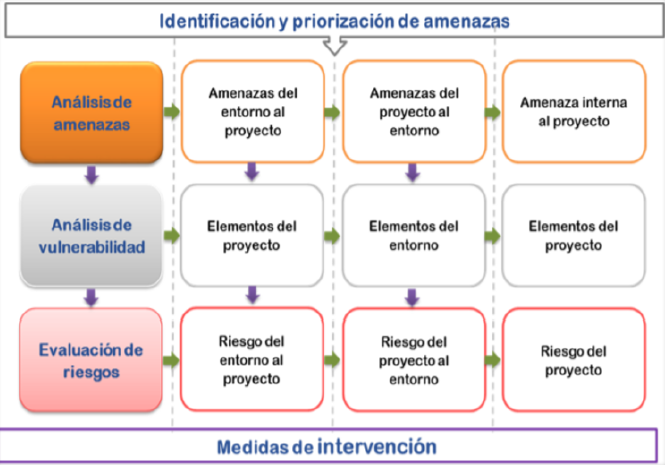 Identificación y priorización de amenazas
Análisis de
amenazas
Amenazas del
entorno al
proyecto
Amenazas del
proyecto al
entorno
Amenaza interna
al proyecto
Análisis de
vulnerabilidad
Elementos del
proyecto
Elementos del
entorno
Elementos del
proyecto
Evaluación de
riesgos
Riesgo del
entorno al
proyecto
Riesgo del
proyecto al
entorno
Riesgo del
proyecto
Medidas de intervención